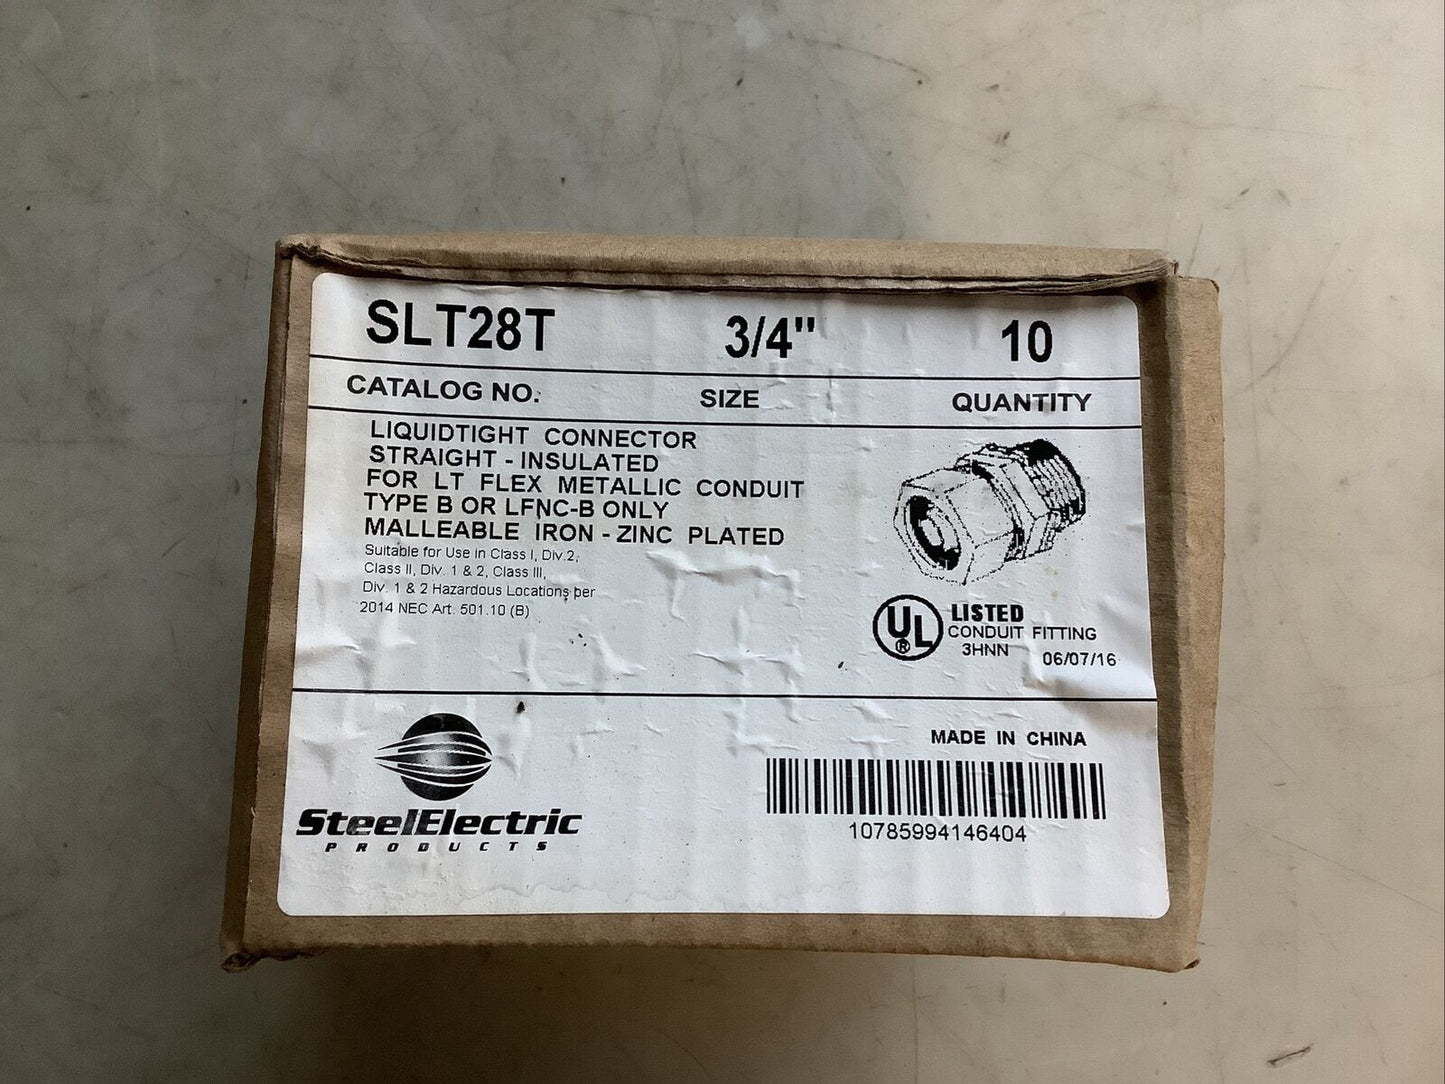 SLT28T 3/4" 10
CATALOG NO: SIZE QUANTITY
LIQUIDTIGHT CONNECTOR
STRAIGHT - INSULATED
FOR LT FLEX METALLIC CONDUIT
TYPE B OR LFNC-B ONLY
MALLEABLE IRON - ZINC PLATED
Suitable for Use in Class I, Div.2,
Class II, Div. 1 & 2, Class III,
Div. 1 & 2 Hazardous Locations per
2014 NEC Art. 501.10 (B)
UL® LISTED
CONDUIT FITTING
3HNN 06/07/16
MADE IN CHINA
10785994146404
SteelElectric
PRODUCTS